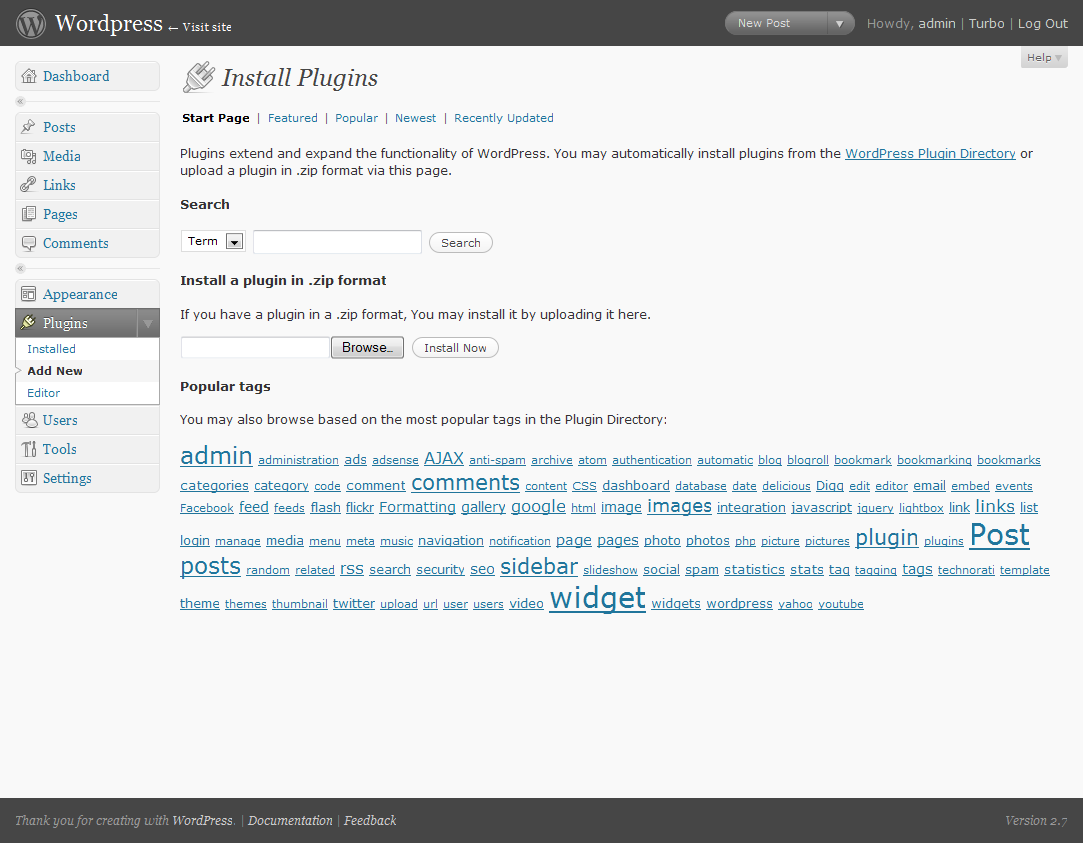 Wordpress ← Visit site
New Post
Howdy, admin | Turbo | Log Out
Help
Dashboard
Posts
Media
Links
Pages
Comments
Appearance
Plugins
Installed
Add New
Editor
Users
Tools
Settings
Install Plugins
Start Page | Featured | Popular | Newest | Recently Updated
Plugins extend and expand the functionality of WordPress. You may automatically install plugins from the WordPress Plugin Directory or
upload a plugin in .zip format via this page.
Search
Term
Search
Install a plugin in .zip format
If you have a plugin in a .zip format, You may install it by uploading it here.
Browse...
Install Now
Popular tags
You may also browse based on the most popular tags in the Plugin Directory:
admin administration ads adsense AJAX anti-spam archive atom authentication automatic blog blogroll bookmark bookmarking bookmarks
categories category code comment comments content CSS dashboard database date delicious Digg edit editor email embed events
Facebook feed feeds flash flickr Formatting gallery google html image images integration javascript jquery lightbox link links list
login manage media menu meta music navigation notification page pages photo photos php picture pictures plugin plugins Post
posts random related rss search security seo sidebar slideshow social spam statistics stats tag tagging tags technorati template
theme themes thumbnail twitter upload url user users video widget widgets wordpress yahoo youtube
Thank you for creating with WordPress. | Documentation | Feedback
Version 2.7